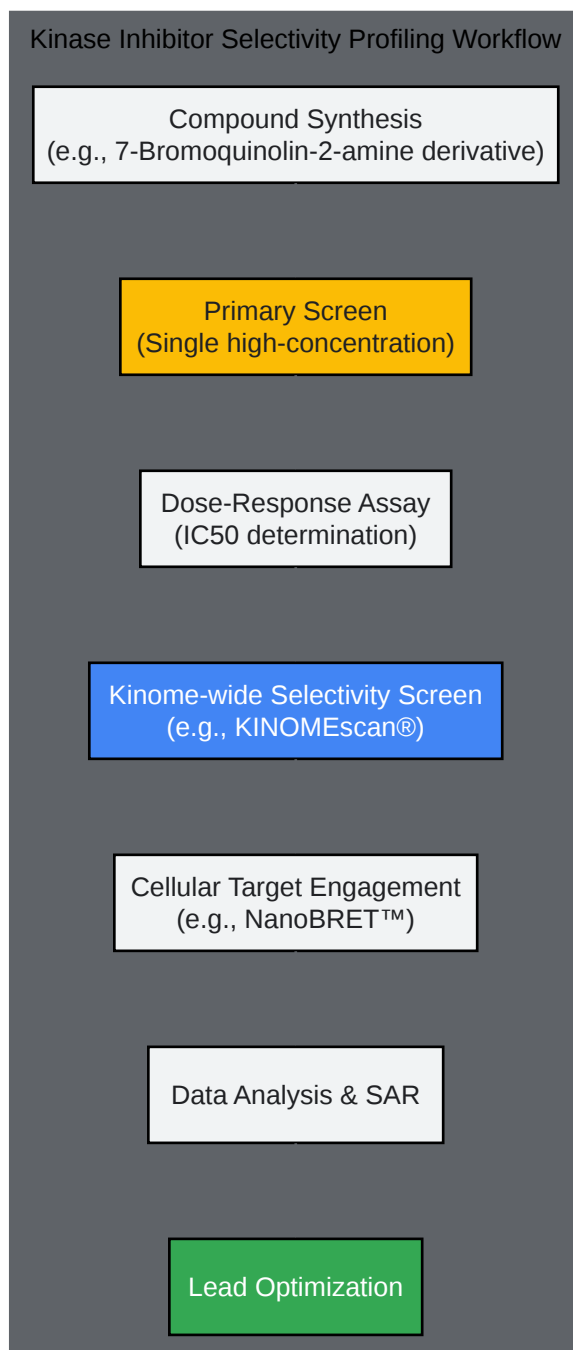 Kinase Inhibitor Selectivity Profiling Workflow
Compound Synthesis
(e.g., 7-Bromoquinolin-2-amine derivative)
Primary Screen
(Single high-concentration)
Dose-Response Assay
(IC50 determination)
Kinome-wide Selectivity Screen
(e.g., KINOMEscan®)
Cellular Target Engagement
(e.g., NanoBRET™)
Data Analysis & SAR
Lead Optimization